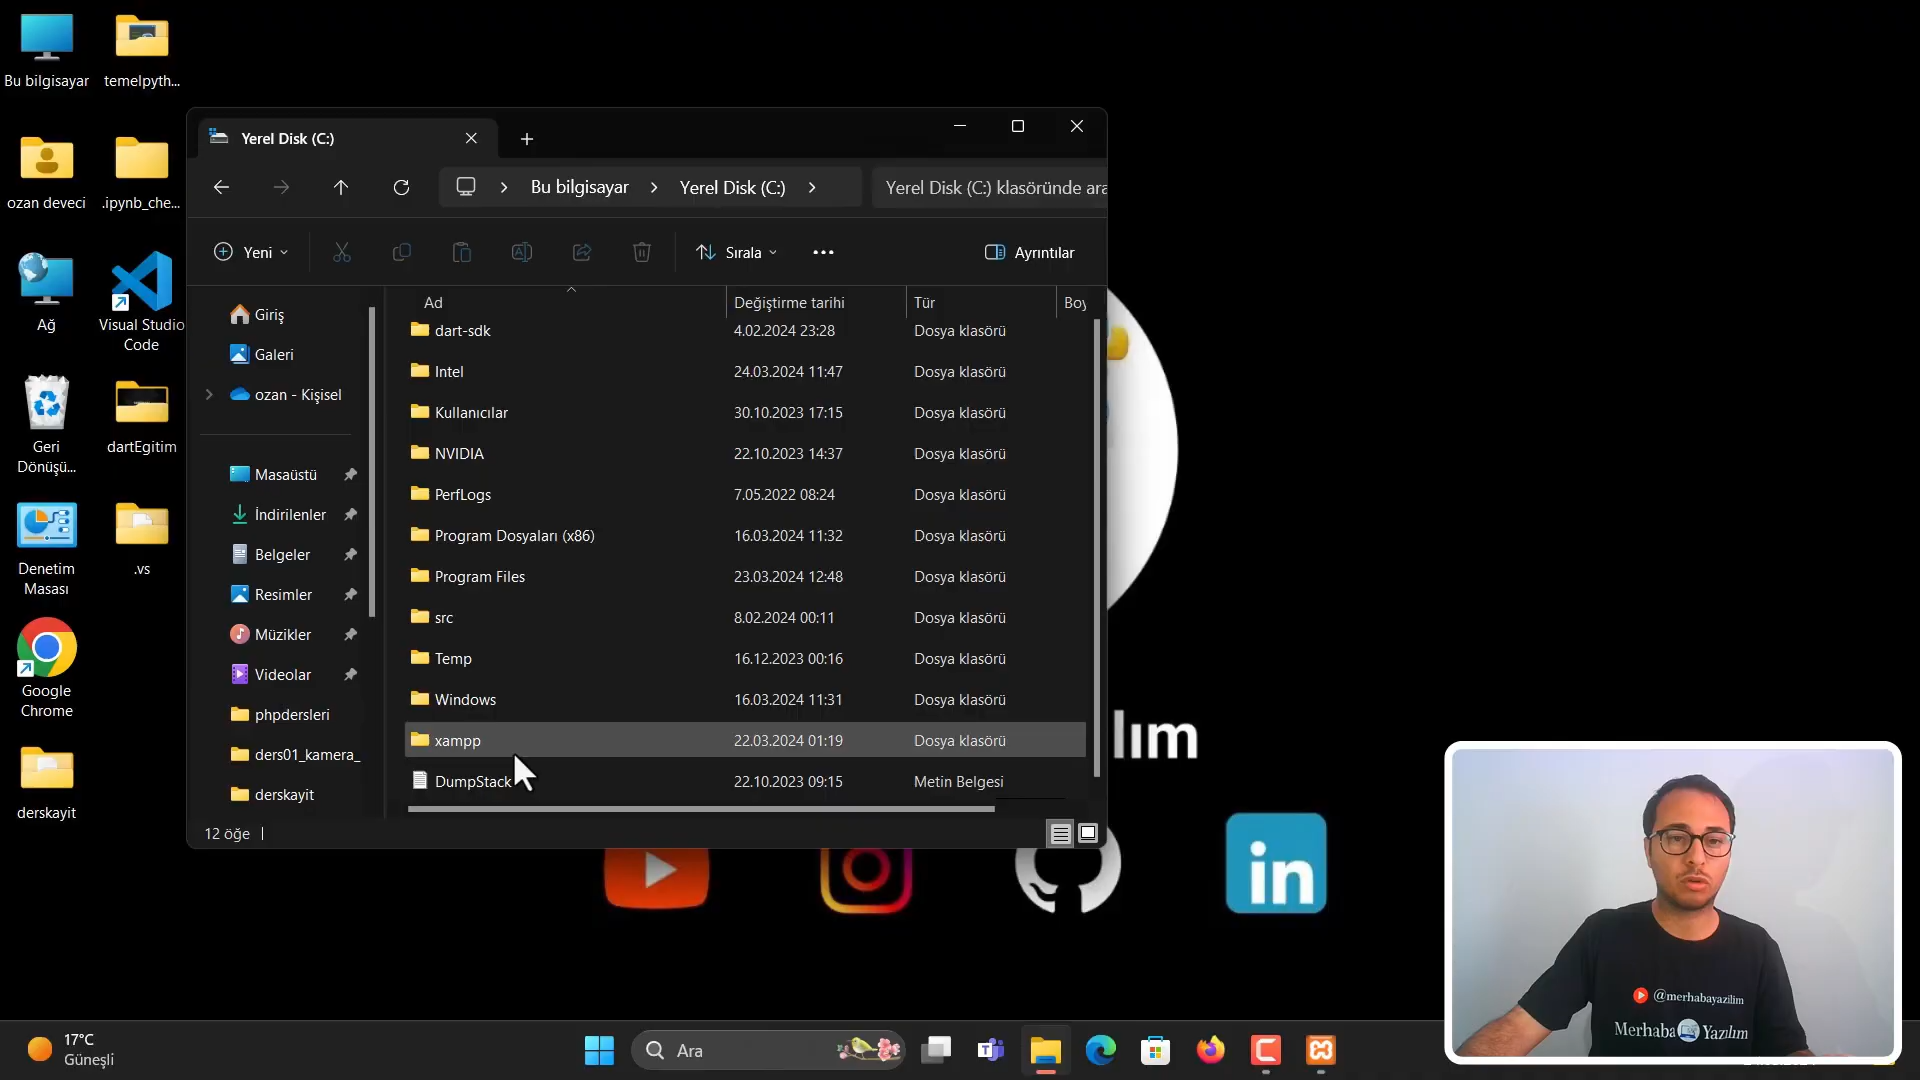 Bu bilgisayar
temelpyth...
ozan deveci
.ipynb_che...
Ağ
Visual Studio
Code
Geri
Dönüşü...
dartEgitim
Denetim
Masası
.vs
Google
Chrome
derskayit
Yerel Disk (C:)
Bu bilgisayar
Yerel Disk (C:)
Yerel Disk (C:) klasöründe ara
Yeni
Sırala
Ayrıntılar
Giriş
Galeri
ozan - Kişisel
Masaüstü
İndirilenler
Belgeler
Resimler
Müzikler
Videolar
phpdersleri
ders01_kamera_
derskayit
Ad Değiştirme tarihi Tür Boy
dart-sdk 4.02.2024 23:28 Dosya klasörü
Intel 24.03.2024 11:47 Dosya klasörü
Kullanıcılar 30.10.2023 17:15 Dosya klasörü
NVIDIA 22.10.2023 14:37 Dosya klasörü
PerfLogs 7.05.2022 08:24 Dosya klasörü
Program Dosyaları (x86) 16.03.2024 11:32 Dosya klasörü
Program Files 23.03.2024 12:48 Dosya klasörü
src 8.02.2024 00:11 Dosya klasörü
Temp 16.12.2023 00:16 Dosya klasörü
Windows 16.03.2024 11:31 Dosya klasörü
xampp 22.03.2024 01:19 Dosya klasörü
DumpStack 22.10.2023 09:15 Metin Belgesi
12 öğe
lım
in
@merhabayazilim
Merhaba Yazılım
17°C
Güneşli
Ara